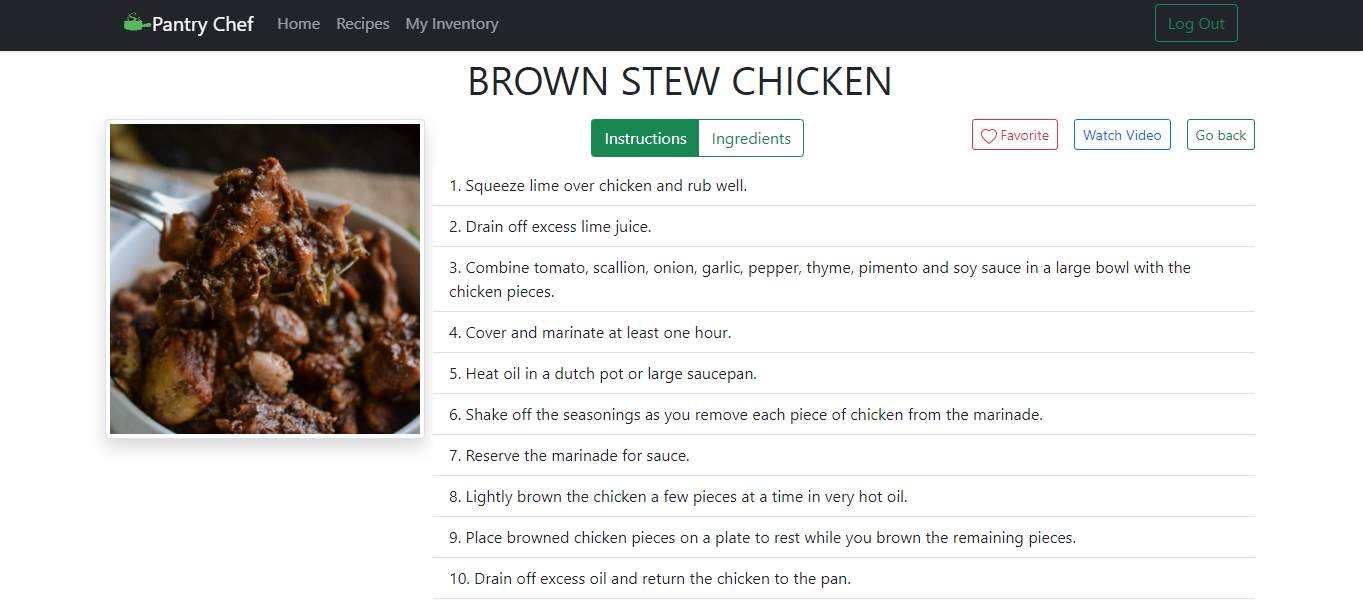 Pantry Chef Home Recipes My Inventory Log Out
BROWN STEW CHICKEN
Instructions Ingredients Favorite Watch Video Go back
1. Squeeze lime over chicken and rub well.
2. Drain off excess lime juice.
3. Combine tomato, scallion, onion, garlic, pepper, thyme, pimento and soy sauce in a large bowl with the
chicken pieces.
4. Cover and marinate at least one hour.
5. Heat oil in a dutch pot or large saucepan.
6. Shake off the seasonings as you remove each piece of chicken from the marinade.
7. Reserve the marinade for sauce.
8. Lightly brown the chicken a few pieces at a time in very hot oil.
9. Place browned chicken pieces on a plate to rest while you brown the remaining pieces.
10. Drain off excess oil and return the chicken to the pan.